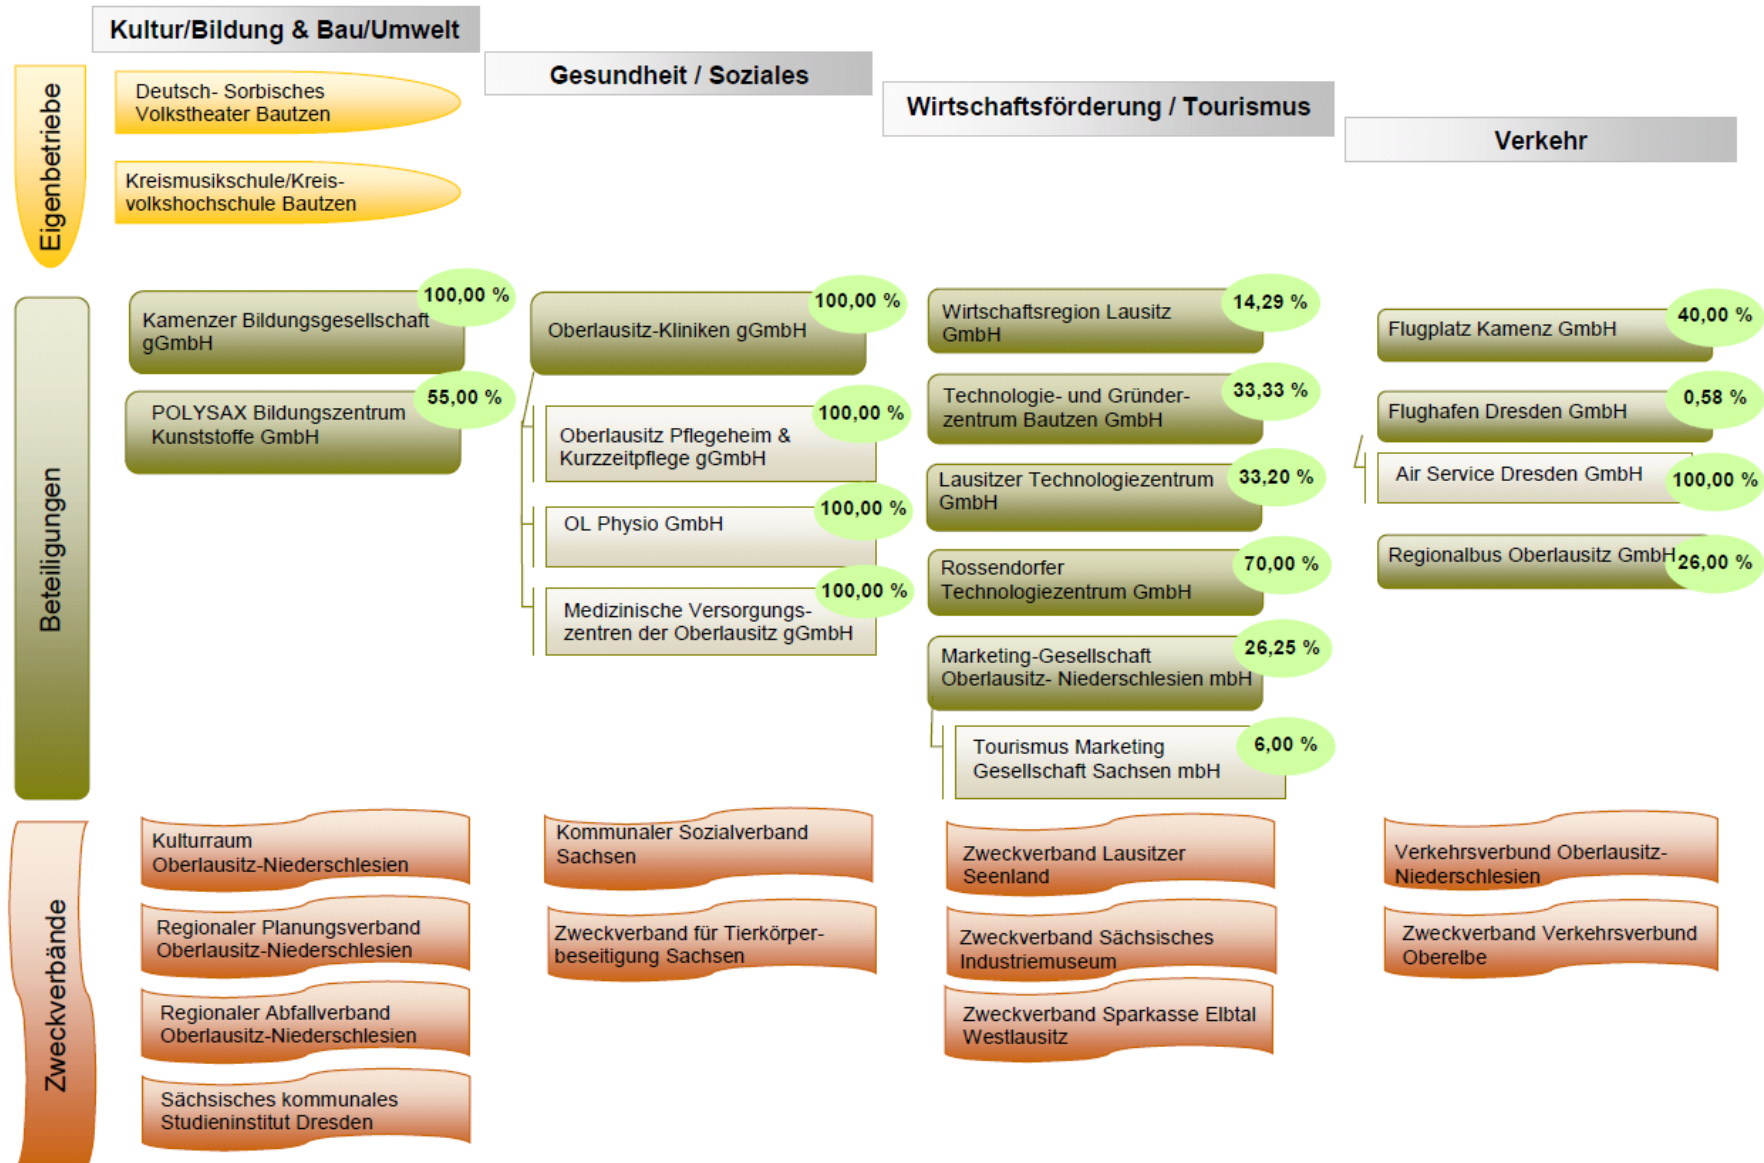 Kultur/Bildung & Bau/Umwelt
Gesundheit / Soziales
Wirtschaftsförderung / Tourismus
Verkehr
Eigenbetriebe
Deutsch- Sorbisches
Volkstheater Bautzen
Kreismusikschule/Kreis-
volkshochschule Bautzen
Beteiligungen
100,00 %
Kamenzer Bildungsgesellschaft
gGmbH
55,00 %
POLYSAX Bildungszentrum
Kunststoffe GmbH
100,00 %
Oberlausitz-Kliniken gGmbH
100,00 %
Oberlausitz Pflegeheim &
Kurzzeitpflege gGmbH
100,00 %
OL Physio GmbH
100,00 %
Medizinische Versorgungs-
zentren der Oberlausitz gGmbH
14,29 %
Wirtschaftsregion Lausitz
GmbH
33,33 %
Technologie- und Gründer-
zentrum Bautzen GmbH
33,20 %
Lausitzer Technologiezentrum
GmbH
70,00 %
Rossendorfer
Technologiezentrum GmbH
26,25 %
Marketing-Gesellschaft
Oberlausitz- Niederschlesien mbH
6,00 %
Tourismus Marketing
Gesellschaft Sachsen mbH
40,00 %
Flugplatz Kamenz GmbH
0,58 %
Flughafen Dresden GmbH
Air Service Dresden GmbH
100,00 %
Regionalbus Oberlausitz GmbH
26,00 %
Zweckverbände
Kulturraum
Oberlausitz-Niederschlesien
Regionaler Planungsverband
Oberlausitz-Niederschlesien
Regionaler Abfallverband
Oberlausitz-Niederschlesien
Sächsisches kommunales
Studieninstitut Dresden
Kommunaler Sozialverband
Sachsen
Zweckverband für Tierkörper-
beseitigung Sachsen
Zweckverband Lausitzer
Seenland
Zweckverband Sächsisches
Industriemuseum
Zweckverband Sparkasse Elbtal
Westlausitz
Verkehrsverbund Oberlausitz-
Niederschlesien
Zweckverband Verkehrsverbund
Oberelbe